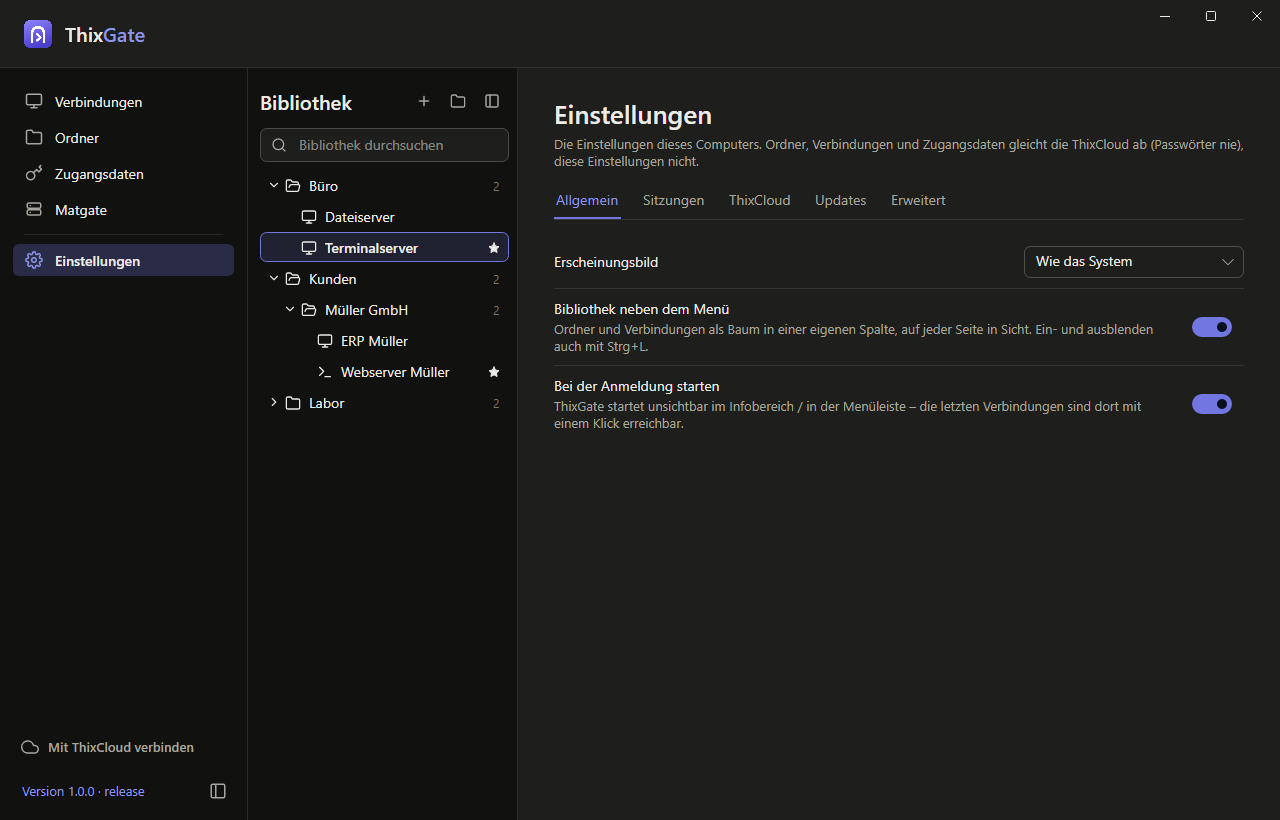 ThixGate
Verbindungen
Ordner
Zugangsdaten
Matgate
Einstellungen
Mit ThixCloud verbinden
Version 1.0.0 · release
Bibliothek
Bibliothek durchsuchen
Büro 2
Dateiserver
Terminalserver
Kunden 2
Müller GmbH 2
ERP Müller
Webserver Müller
Labor 2
Einstellungen
Die Einstellungen dieses Computers. Ordner, Verbindungen und Zugangsdaten gleicht die ThixCloud ab (Passwörter nie),
diese Einstellungen nicht.
Allgemein Sitzungen ThixCloud Updates Erweitert
Erscheinungsbild Wie das System
Bibliothek neben dem Menü
Ordner und Verbindungen als Baum in einer eigenen Spalte, auf jeder Seite in Sicht. Ein- und ausblenden
auch mit Strg+L.
Bei der Anmeldung starten
ThixGate startet unsichtbar im Infobereich / in der Menüleiste – die letzten Verbindungen sind dort mit
einem Klick erreichbar.